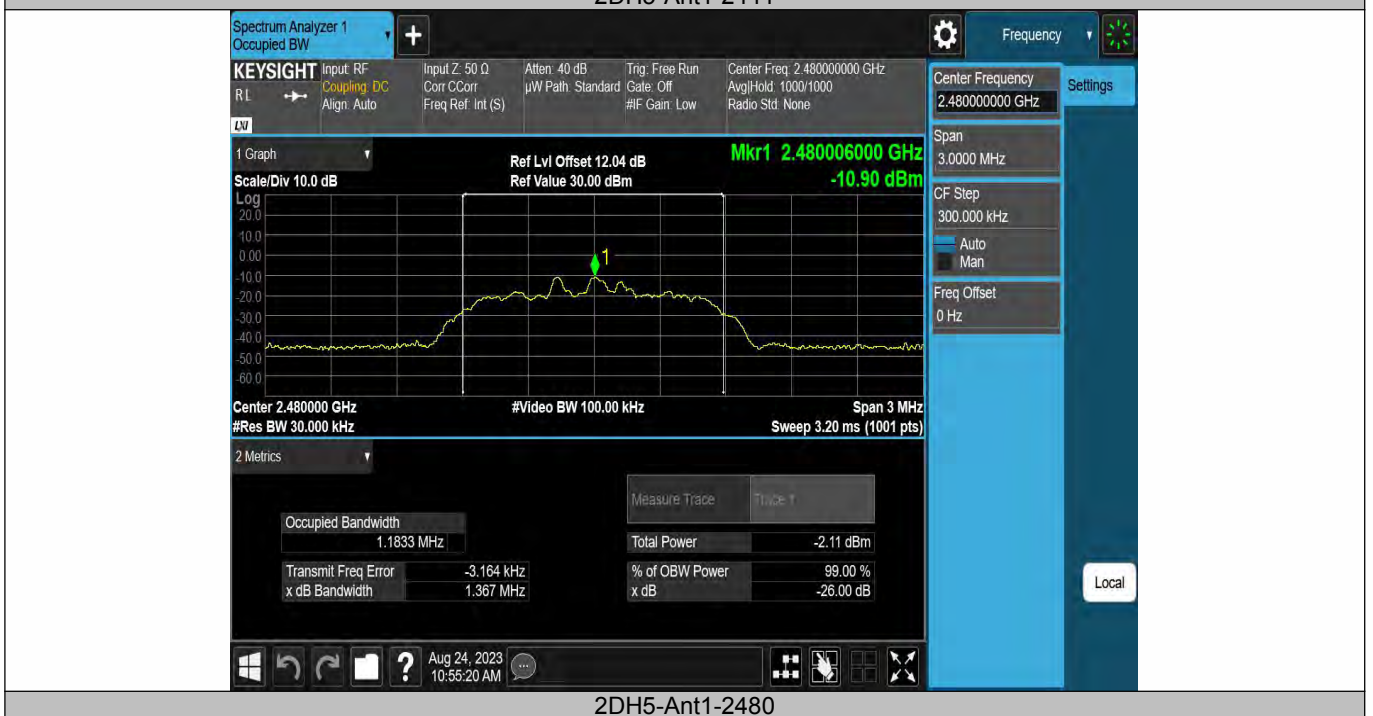 2DH5-Ant1-2441
Spectrum Analyzer 1
Occupied BW
+
Frequency
KEYSIGHT
RL
LXI
Input: RF
Coupling: DC
Align: Auto
Input Z: 50 Ω
Corr CCorr
Freq Ref: Int (S)
Atten: 40 dB
µW Path: Standard
Trig: Free Run
Gate: Off
#IF Gain: Low
Center Freq: 2.480000000 GHz
Avg|Hold: 1000/1000
Radio Std: None
Center Frequency
2.480000000 GHz
Settings
Span
3.0000 MHz
CF Step
300.000 kHz
Auto
Man
Freq Offset
0 Hz
Local
1 Graph
Scale/Div 10.0 dB
Ref Lvl Offset 12.04 dB
Ref Value 30.00 dBm
Mkr1 2.480006000 GHz
-10.90 dBm
Log
20.0
10.0
0.00
-10.0
-20.0
-30.0
-40.0
-50.0
-60.0
1
Center 2.480000 GHz
#Res BW 30.000 kHz
#Video BW 100.00 kHz
Span 3 MHz
Sweep 3.20 ms (1001 pts)
2 Metrics
Measure Trace Trace 1
Occupied Bandwidth
1.1833 MHz
Total Power -2.11 dBm
Transmit Freq Error -3.164 kHz
% of OBW Power 99.00 %
x dB Bandwidth 1.367 MHz
x dB -26.00 dB
?
Aug 24, 2023
10:55:20 AM
2DH5-Ant1-2480